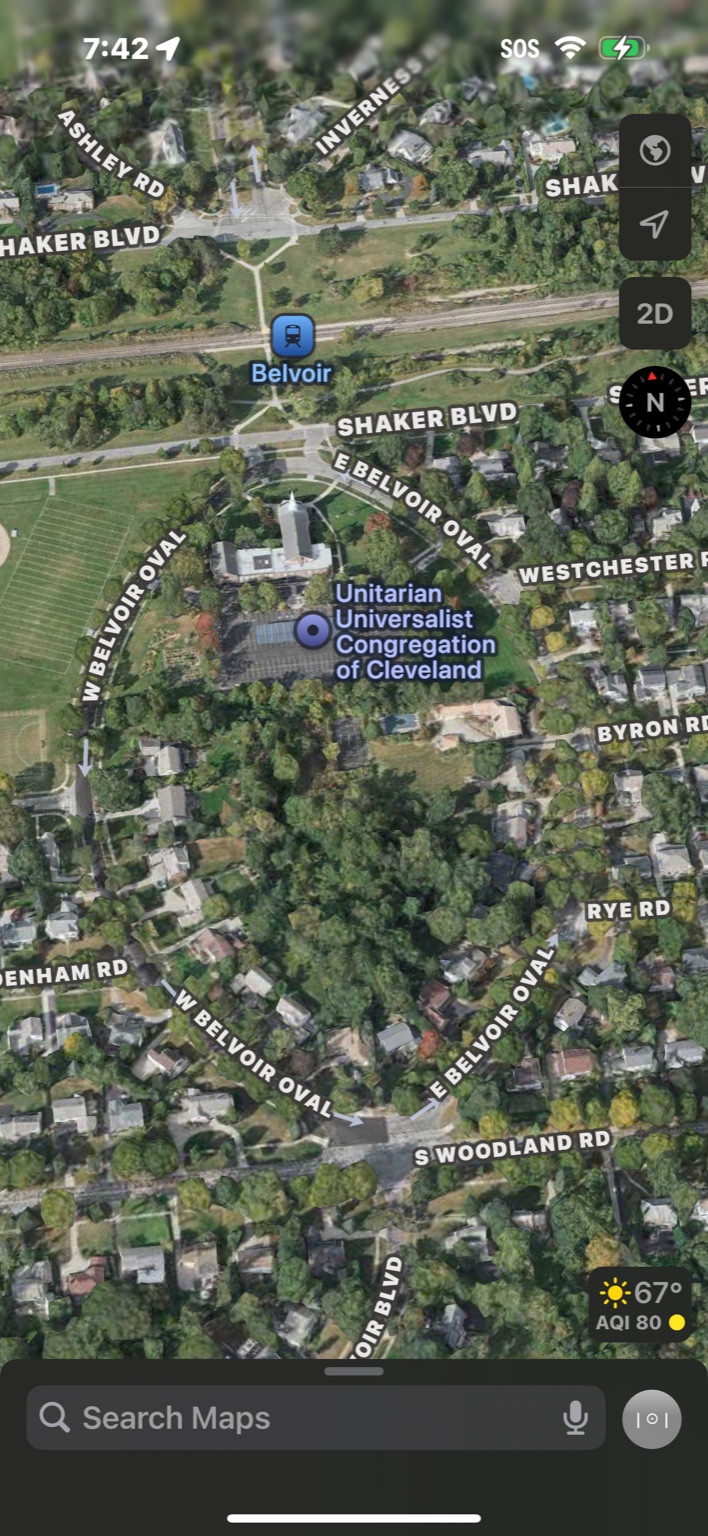 7:42
SOS
ASHLEY RD
INVERNESS
SHAK
HAKER BLVD
2D
Belvoir
N
SHAKER BLVD
E BELVOIR OVAL
WESTCHESTER R
W BELVOIR OVAL
Unitarian
Universalist
Congregation
of Cleveland
BYRON RD
RYE RD
DENHAM RD
W BELVOIR OVAL
E BELVOIR OVAL
S WOODLAND RD
VOIR BLVD
67°
AQI 80
Search Maps